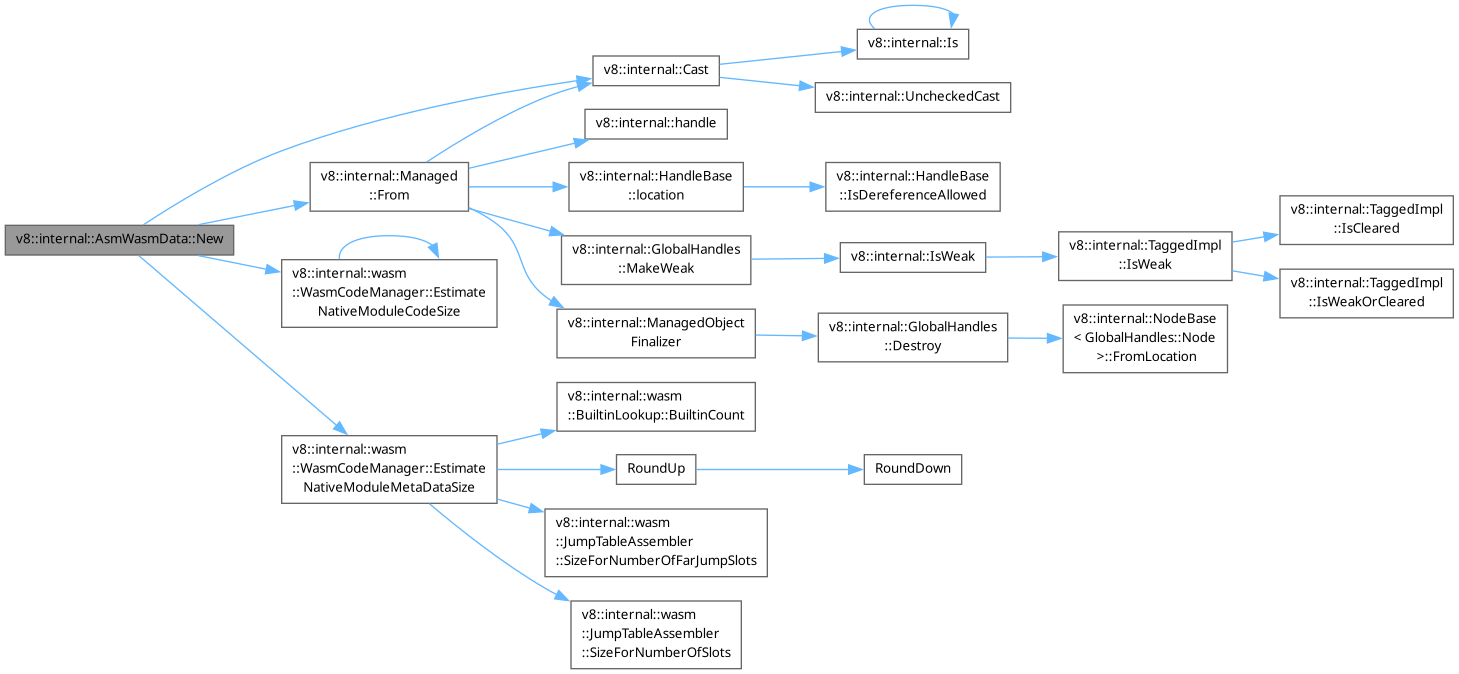 v8::internal::AsmWasmData::New
v8::internal::Cast
v8::internal::Is
v8::internal::UncheckedCast
v8::internal::Managed
::From
v8::internal::handle
v8::internal::HandleBase
::location
v8::internal::HandleBase
::IsDereferenceAllowed
v8::internal::GlobalHandles
::MakeWeak
v8::internal::IsWeak
v8::internal::TaggedImpl
::IsWeak
v8::internal::TaggedImpl
::IsCleared
v8::internal::TaggedImpl
::IsWeakOrCleared
v8::internal::ManagedObject
Finalizer
v8::internal::GlobalHandles
::Destroy
v8::internal::NodeBase
< GlobalHandles::Node
>::FromLocation
v8::internal::wasm
::WasmCodeManager::Estimate
NativeModuleCodeSize
v8::internal::wasm
::WasmCodeManager::Estimate
NativeModuleMetaDataSize
v8::internal::wasm
::BuiltinLookup::BuiltinCount
RoundUp
RoundDown
v8::internal::wasm
::JumpTableAssembler
::SizeForNumberOfFarJumpSlots
v8::internal::wasm
::JumpTableAssembler
::SizeForNumberOfSlots